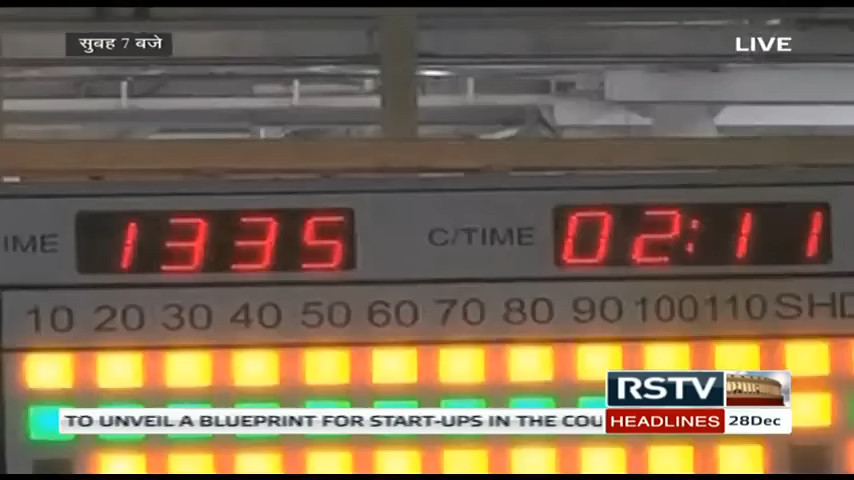 सुबह 7 बजे
LIVE
IME 1335 C/TIME 02:11
10 20 30 40 50 60 70 80 90 100 110 SHD
RSTV
TO UNVEIL A BLUEPRINT FOR START-UPS IN THE COU HEADLINES 28Dec